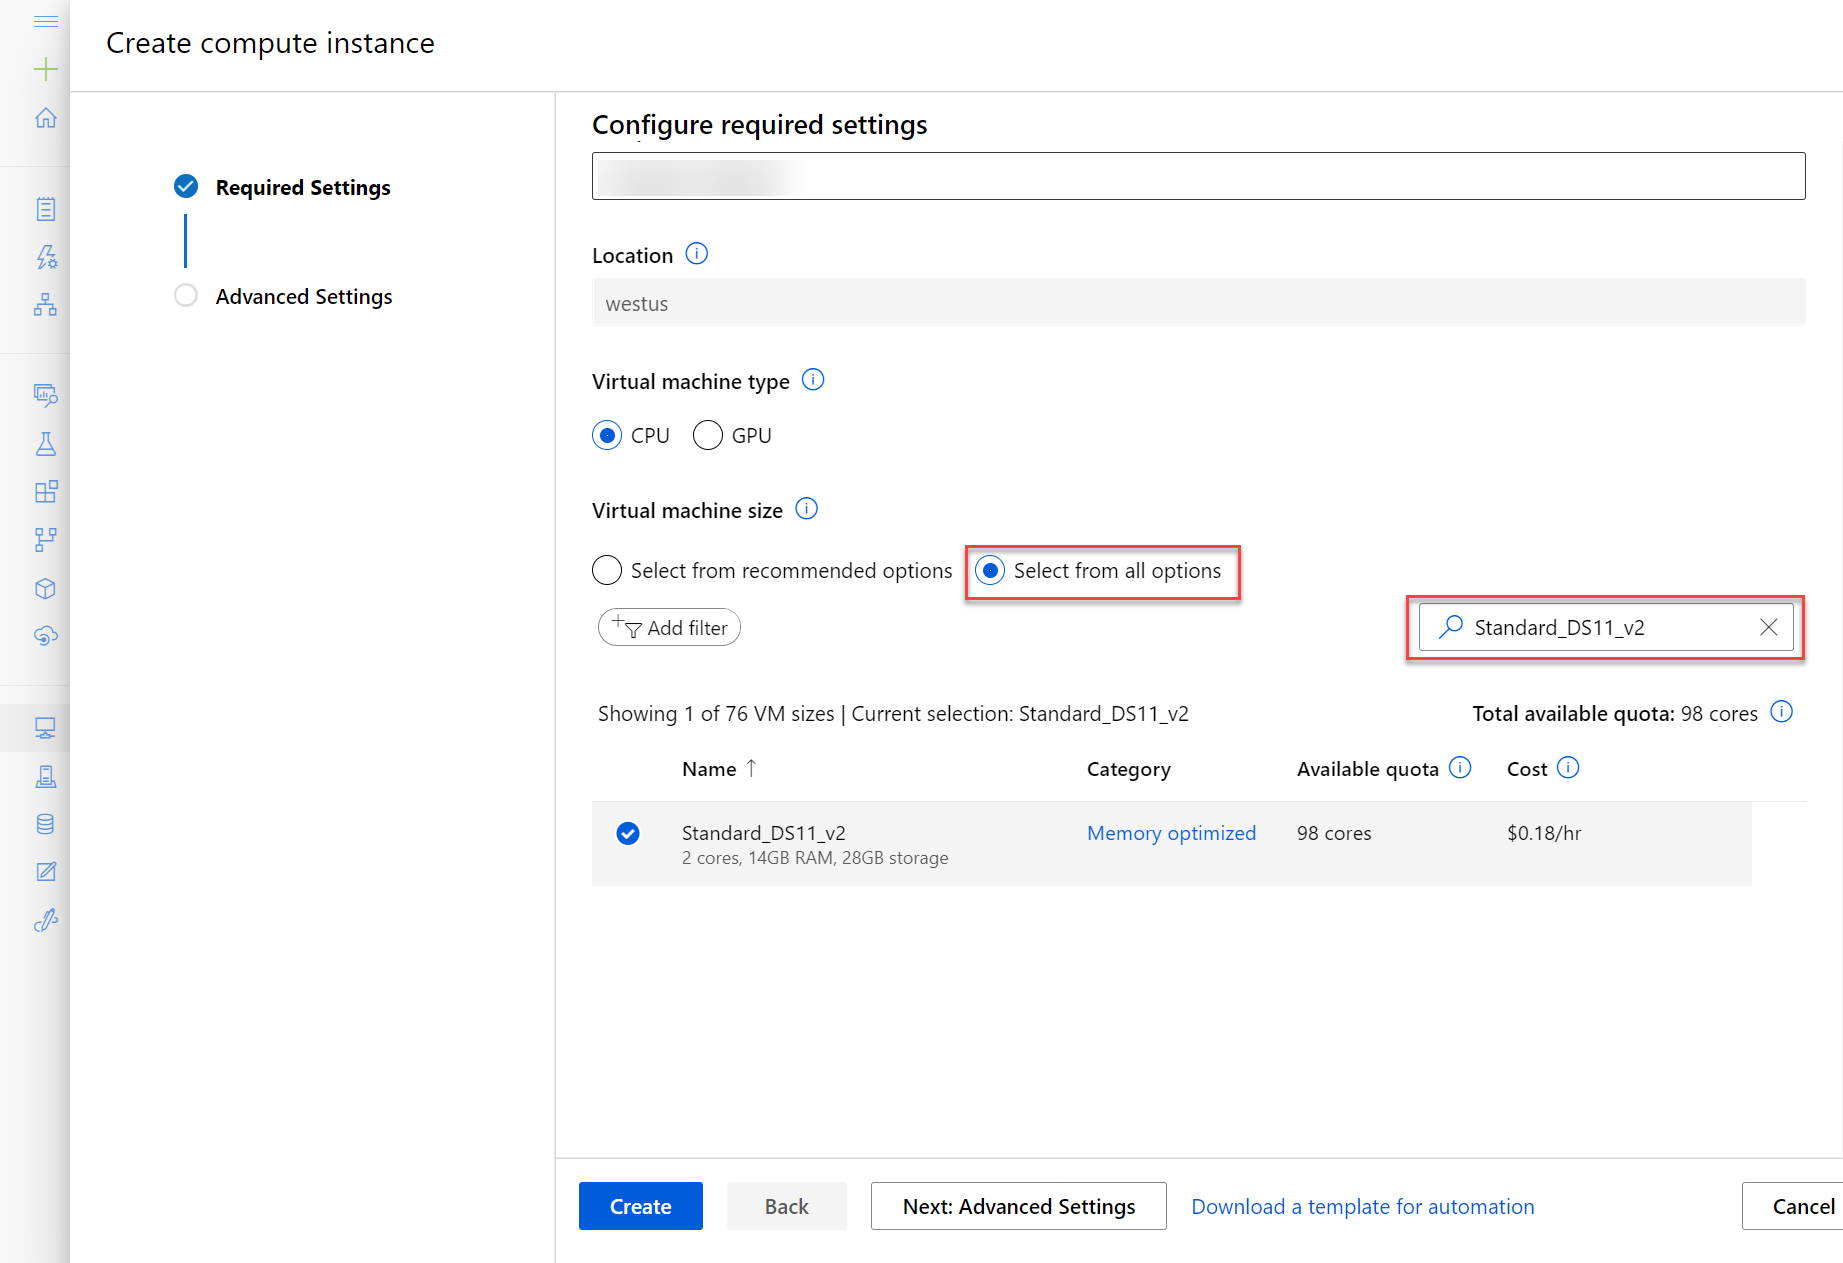 Create compute instance
Required Settings
Advanced Settings
Configure required settings
Location
westus
Virtual machine type
CPU GPU
Virtual machine size
Select from recommended options Select from all options
Add filter Standard_DS11_v2
Showing 1 of 76 VM sizes | Current selection: Standard_DS11_v2 Total available quota: 98 cores
Name ↑ Category Available quota Cost
Standard_DS11_v2 Memory optimized 98 cores $0.18/hr
2 cores, 14GB RAM, 28GB storage
Create Back Next: Advanced Settings Download a template for automation Cancel